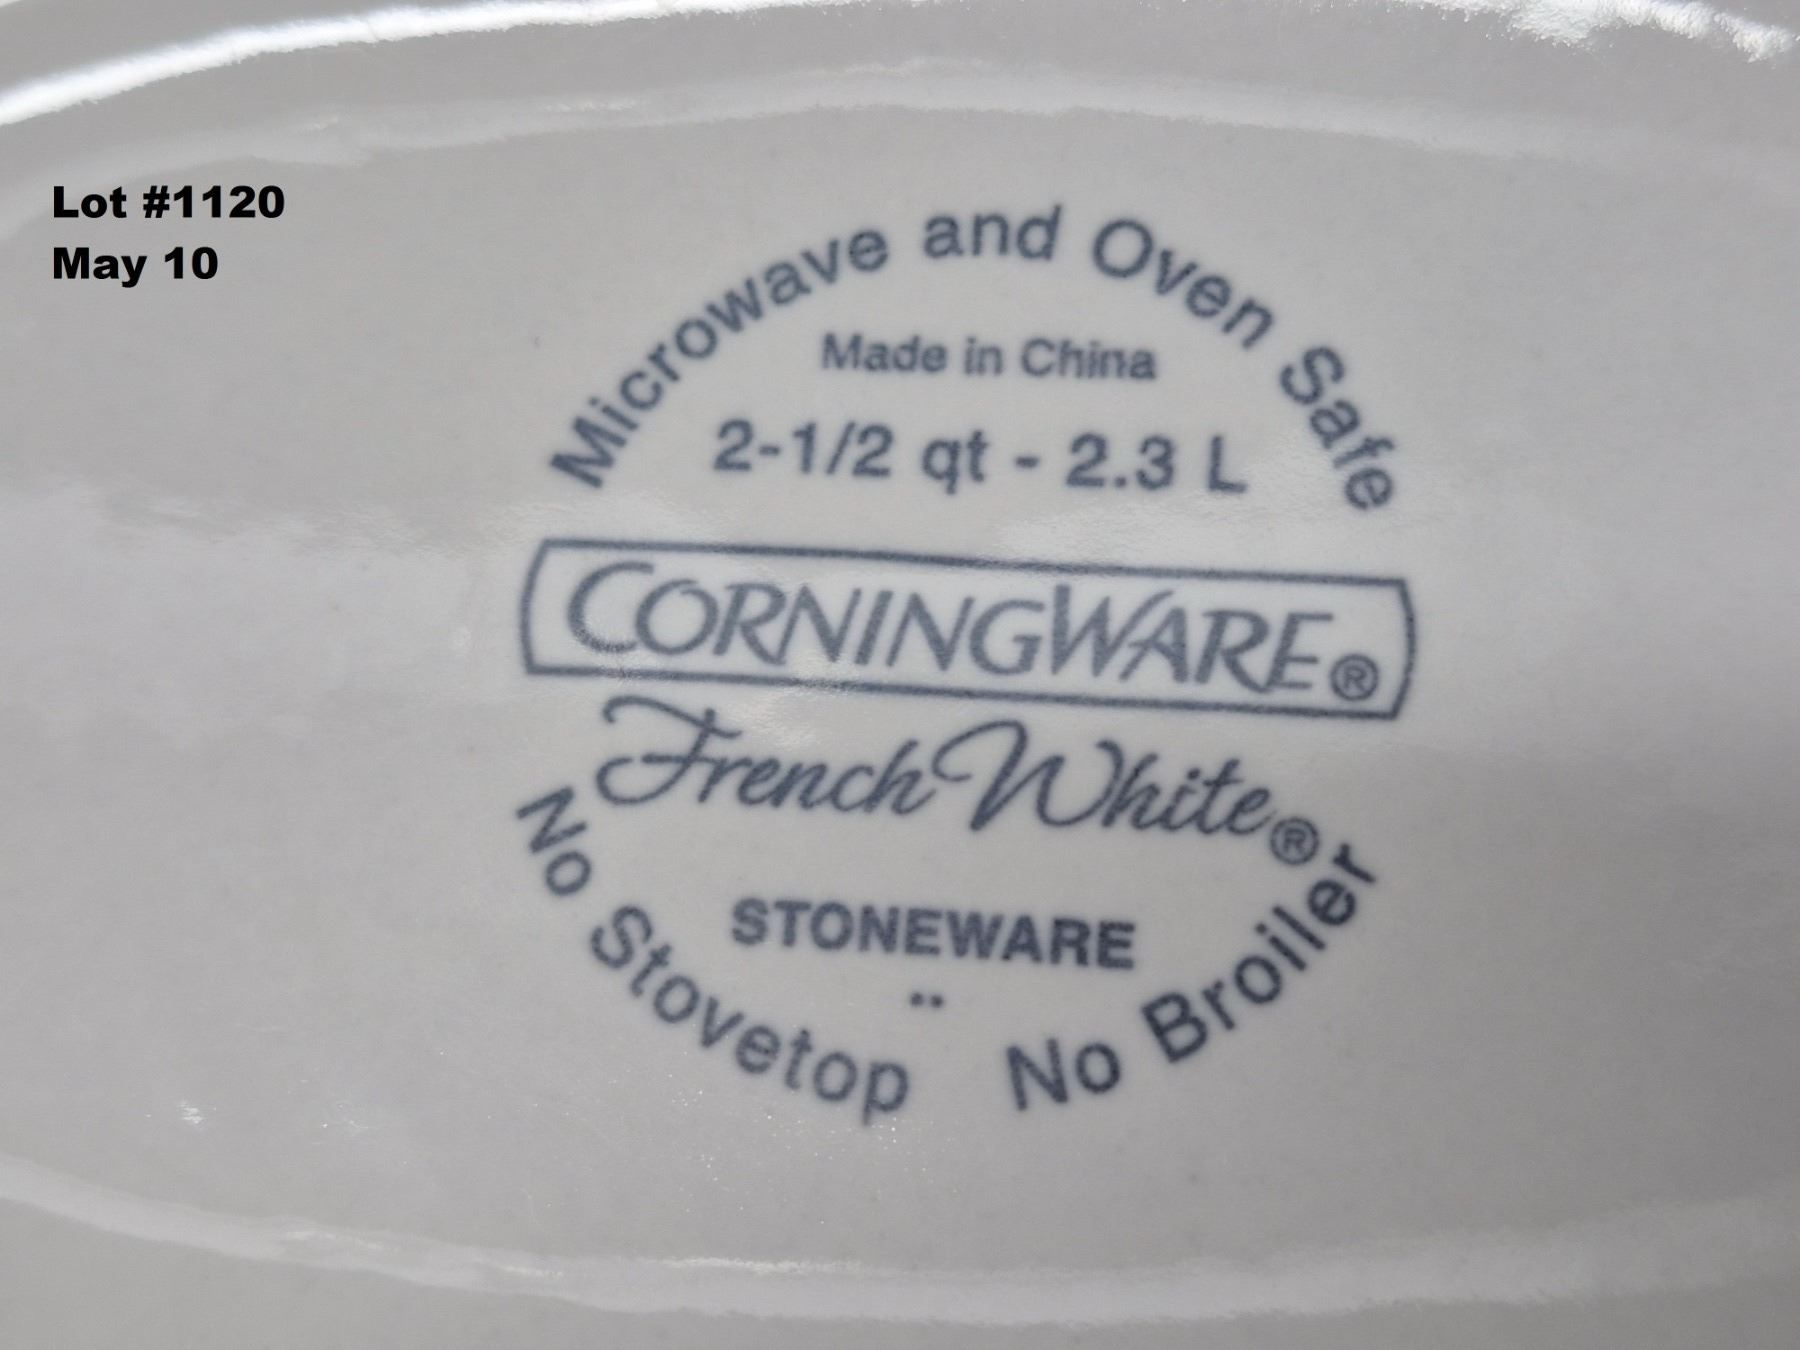 Lot #1120
May 10
Microwave and Oven Safe
Made in China
2-1/2 qt - 2.3 L
CORNINGWARE®
French White®
STONEWARE
No Stovetop No Broiler